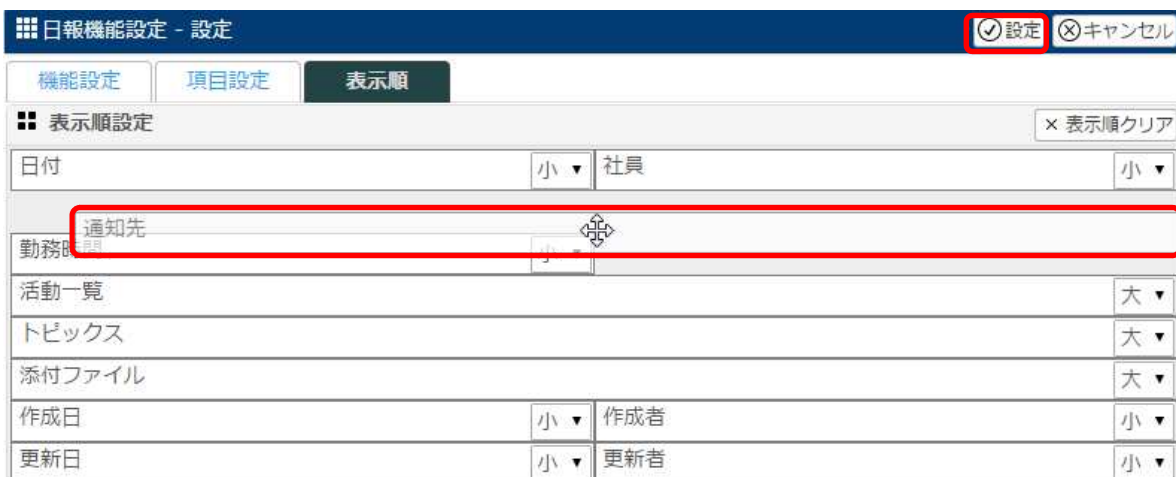 日報機能設定 - 設定 設定 キャンセル
機能設定 項目設定 表示順
表示順設定 × 表示順クリア
日付 小 ▼ 社員 小 ▼
通知先
勤務時間 小 ▼
活動一覧 大 ▼
トピックス 大 ▼
添付ファイル 大 ▼
作成日 小 ▼ 作成者 小 ▼
更新日 小 ▼ 更新者 小 ▼